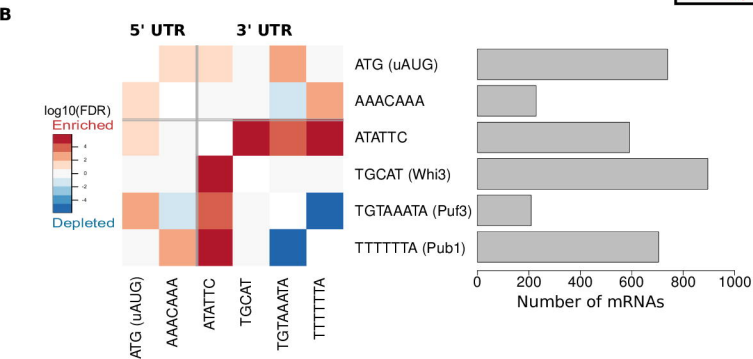 B
5' UTR 3' UTR
log10(FDR)
Enriched
4
2
0
-2
-4
Depleted
ATG (uAUG)
AAACAAA
ATATTC
TGCAT (Whi3)
TGTAAATA (Puf3)
TTTTTTA (Pub1)
ATG (uAUG)
AAACAAA
ATATTC
TGCAT
TGTAAATA
TTTTTTA
0 200 400 600 800 1000
Number of mRNAs